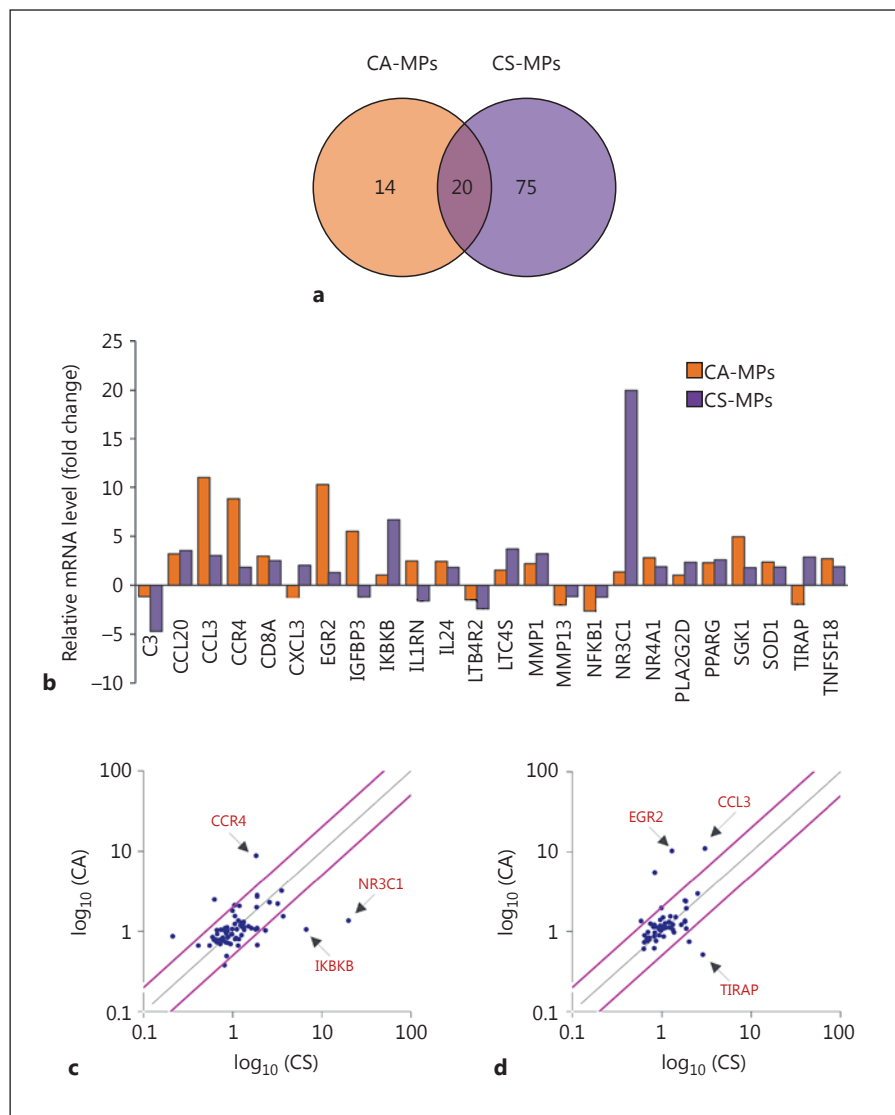 CA-MPs CS-MPs
14 20 75
a
Relative mRNA level (fold change)
25
20
15
10
5
0
–5
–10
CA-MPs
CS-MPs
C3
CCL20
CCL3
CCR4
CD8A
CXCL3
EGR2
IGFBP3
IKBKB
IL1RN
IL24
LTB4R2
LTC4S
MMP1
MMP13
NFKB1
NR3C1
NR4A1
PLA2G2D
PPARG
SGK1
SOD1
TIRAP
TNFSF18
b
log10 (CA)
100
10
1
0.1
CCR4
NR3C1
IKBKB
0.1 1 10 100
log10 (CS)
c
log10 (CA)
100
10
1
0.1
EGR2
CCL3
TIRAP
0.1 1 10 100
log10 (CS)
d